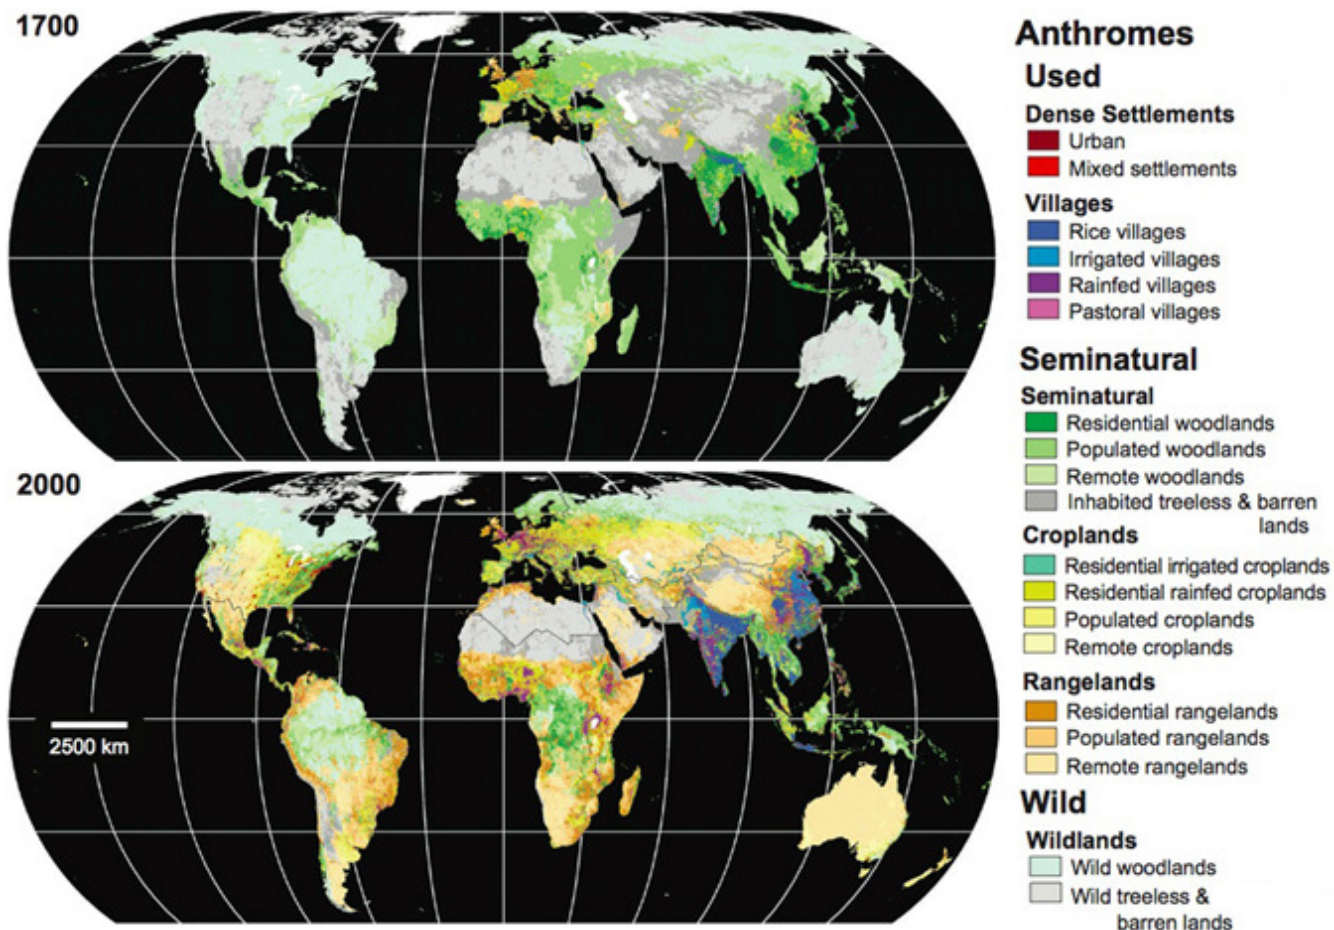 1700
2000
2500 km
Anthromes
Used
Dense Settlements
Urban
Mixed settlements
Villages
Rice villages
Irrigated villages
Rainfed villages
Pastoral villages
Seminatural
Seminatural
Residential woodlands
Populated woodlands
Remote woodlands
Inhabited treeless & barren
lands
Croplands
Residential irrigated croplands
Residential rainfed croplands
Populated croplands
Remote croplands
Rangelands
Residential rangelands
Populated rangelands
Remote rangelands
Wild
Wildlands
Wild woodlands
Wild treeless &
barren lands